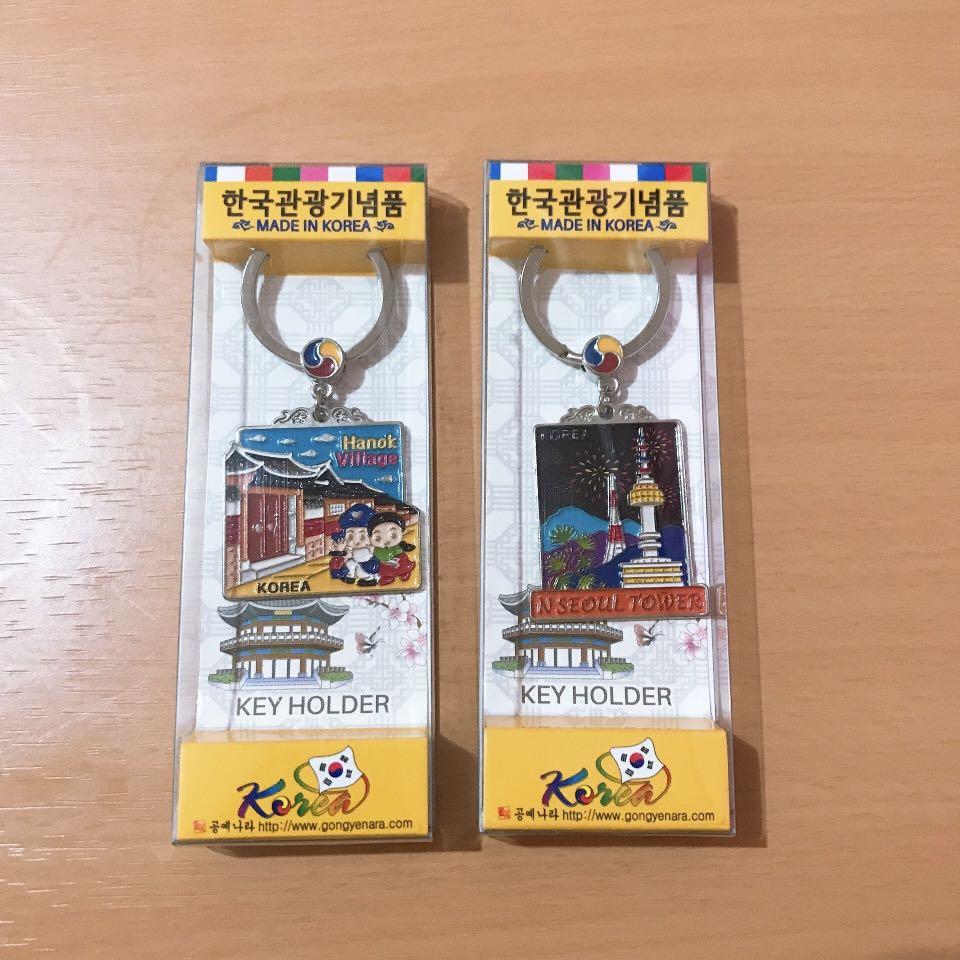 한국관광기념품
MADE IN KOREA
Hanok
Village
KOREA
KEY HOLDER
Korea
공예나라 http://www.gongyenara.com
한국관광기념품
MADE IN KOREA
KOREA
N.SEOUL TOWER
KEY HOLDER
Korea
공예나라 http://www.gongyenara.com